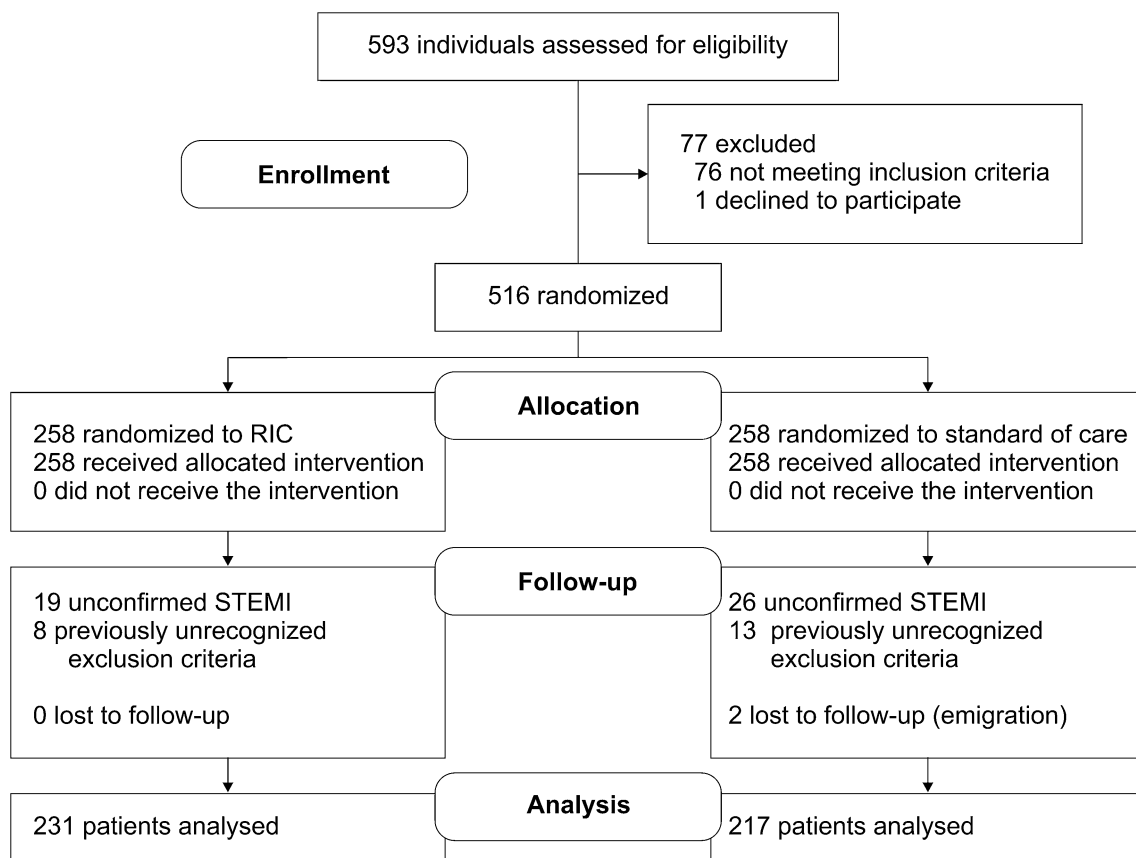 593 individuals assessed for eligibility
Enrollment
77 excluded
76 not meeting inclusion criteria
1 declined to participate
516 randomized
Allocation
258 randomized to RIC
258 received allocated intervention
0 did not receive the intervention
258 randomized to standard of care
258 received allocated intervention
0 did not receive the intervention
Follow-up
19 unconfirmed STEMI
8 previously unrecognized
exclusion criteria
0 lost to follow-up
26 unconfirmed STEMI
13 previously unrecognized
exclusion criteria
2 lost to follow-up (emigration)
Analysis
231 patients analysed
217 patients analysed